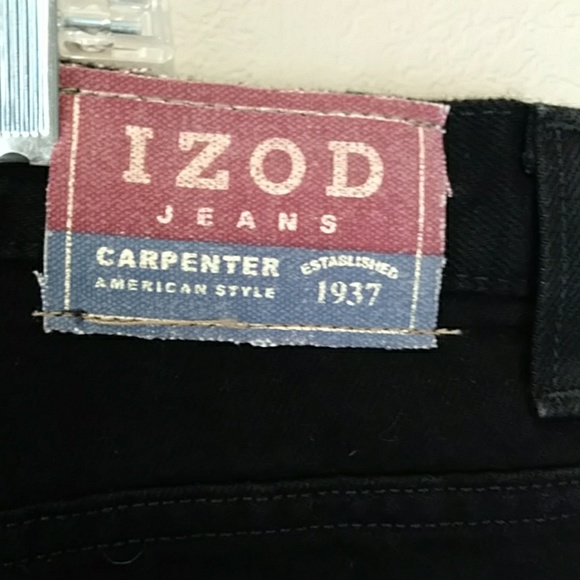 IZOD
JEANS
CARPENTER
AMERICAN STYLE
ESTABLISHED
1937